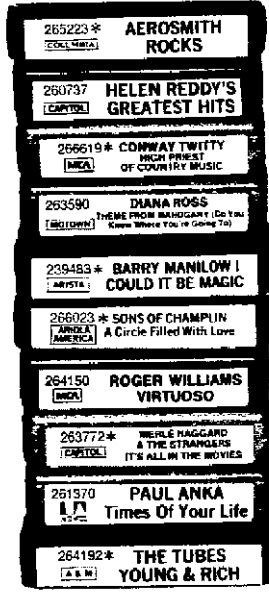 265223* AEROSMITH
COLUMBIA ROCKS
260737 HELEN REDDY'S
CAPITOL GREATEST HITS
266619* CONWAY TWITTY
MCA HIGH PRIEST
OF COUNTRY MUSIC
263590 DIANA ROSS
MOTOWN THEME FROM MAHOGANY (Do You
Know Where You're Going To)
239483* BARRY MANILOW I
ARISTA COULD IT BE MAGIC
266023* SONS OF CHAMPLIN
ARIOLA AMERICA A Circle Filled With Love
264150 ROGER WILLIAMS
MCA VIRTUOSO
263772* MERLE HAGGARD
CAPITOL & THE STRANGERS
IT'S ALL IN THE MOVIES
261370 PAUL ANKA
UA Times Of Your Life
264192* THE TUBES
A&M YOUNG & RICH